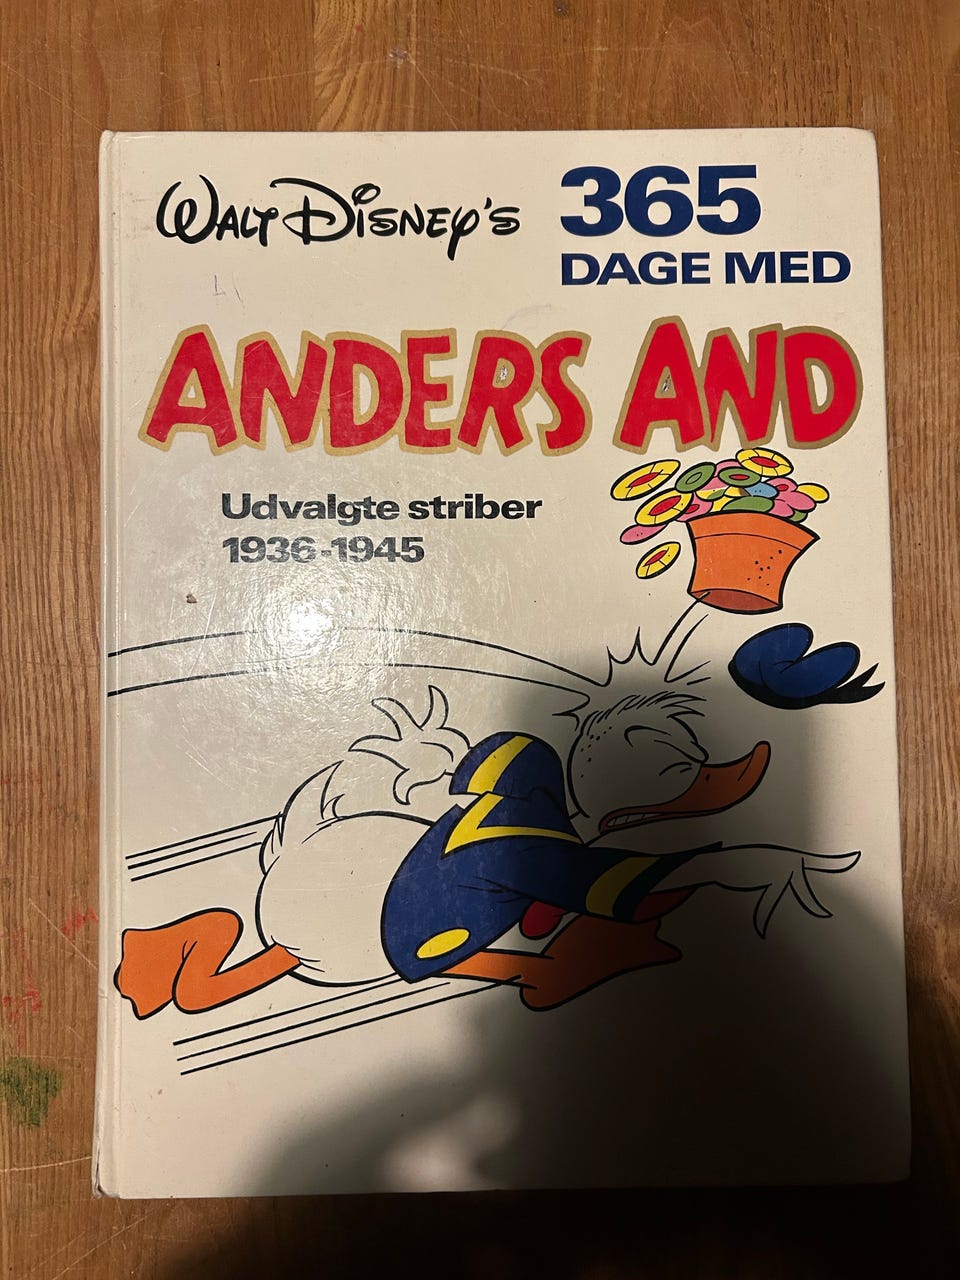 WALT DISNEY'S
365
DAGE MED
ANDERS AND
Udvalgte striber
1936-1945